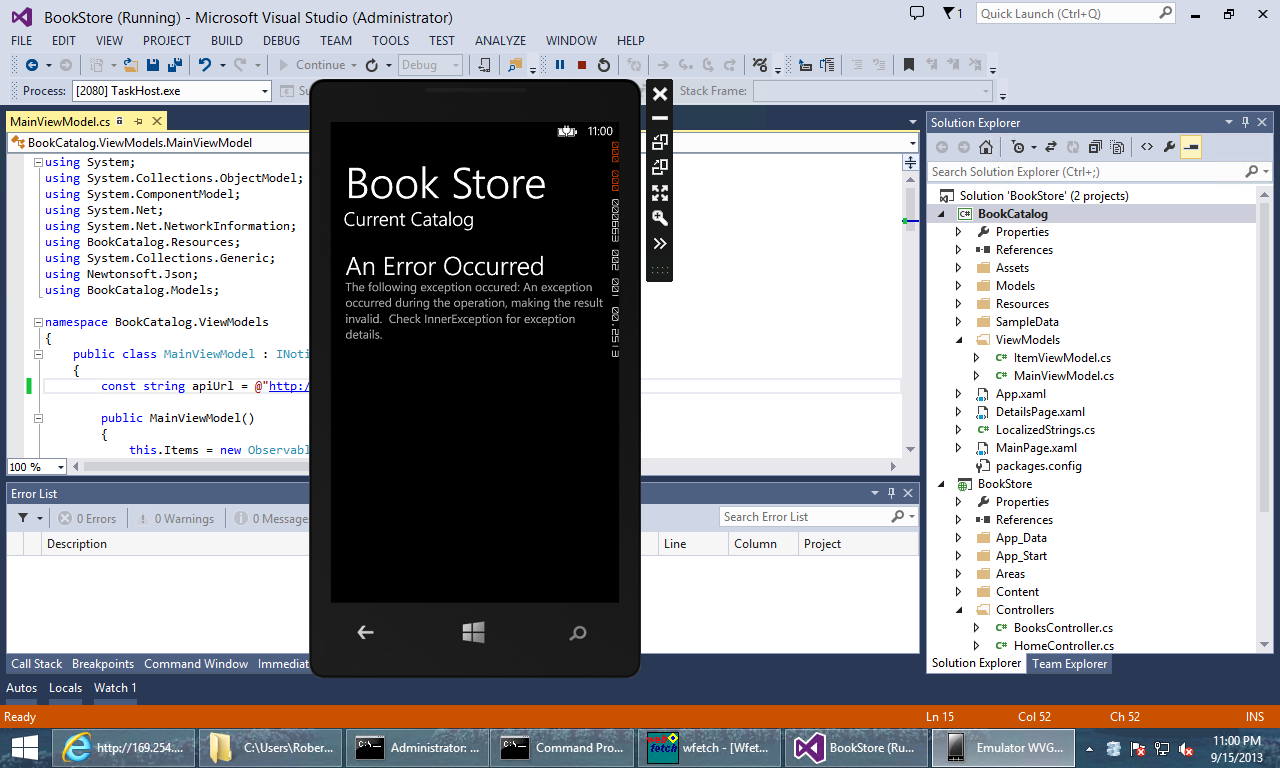 BookStore (Running) - Microsoft Visual Studio (Administrator)
1
Quick Launch (Ctrl+Q)
FILE EDIT VIEW PROJECT BUILD DEBUG TEAM TOOLS TEST ANALYZE WINDOW HELP
Continue Debug
Process: [2080] TaskHost.exe Stack Frame:
MainViewModel.cs
BookCatalog.ViewModels.MainViewModel
using System;
using System.Collections.ObjectModel;
using System.ComponentModel;
using System.Net;
using System.Net.NetworkInformation;
using BookCatalog.Resources;
using System.Collections.Generic;
using Newtonsoft.Json;
using BookCatalog.Models;
namespace BookCatalog.ViewModels
{
public class MainViewModel : INoti
{
const string apiUrl = @"http:/
public MainViewModel()
{
this.Items = new Observabl
100 %
11:00
Book Store
Current Catalog
An Error Occurred
The following exception occured: An exception
occurred during the operation, making the result
invalid. Check InnerException for exception
details.
Error List
0 Errors 0 Warnings 0 Message
Search Error List
Description Line Column Project
Call Stack Breakpoints Command Window Immediat
Autos Locals Watch 1
Solution Explorer
Search Solution Explorer (Ctrl+;)
Solution 'BookStore' (2 projects)
BookCatalog
Properties
References
Assets
Models
Resources
SampleData
ViewModels
ItemViewModel.cs
MainViewModel.cs
App.xaml
DetailsPage.xaml
LocalizedStrings.cs
MainPage.xaml
packages.config
BookStore
Properties
References
App_Data
App_Start
Areas
Content
Controllers
BooksController.cs
HomeController.cs
Solution Explorer Team Explorer
Ready Ln 15 Col 52 Ch 52 INS
http://169.254.... C:\Users\Rober... Administrator: ... Command Pro... wfetch - [Wfet... BookStore (Ru... Emulator WVG...
11:00 PM
9/15/2013